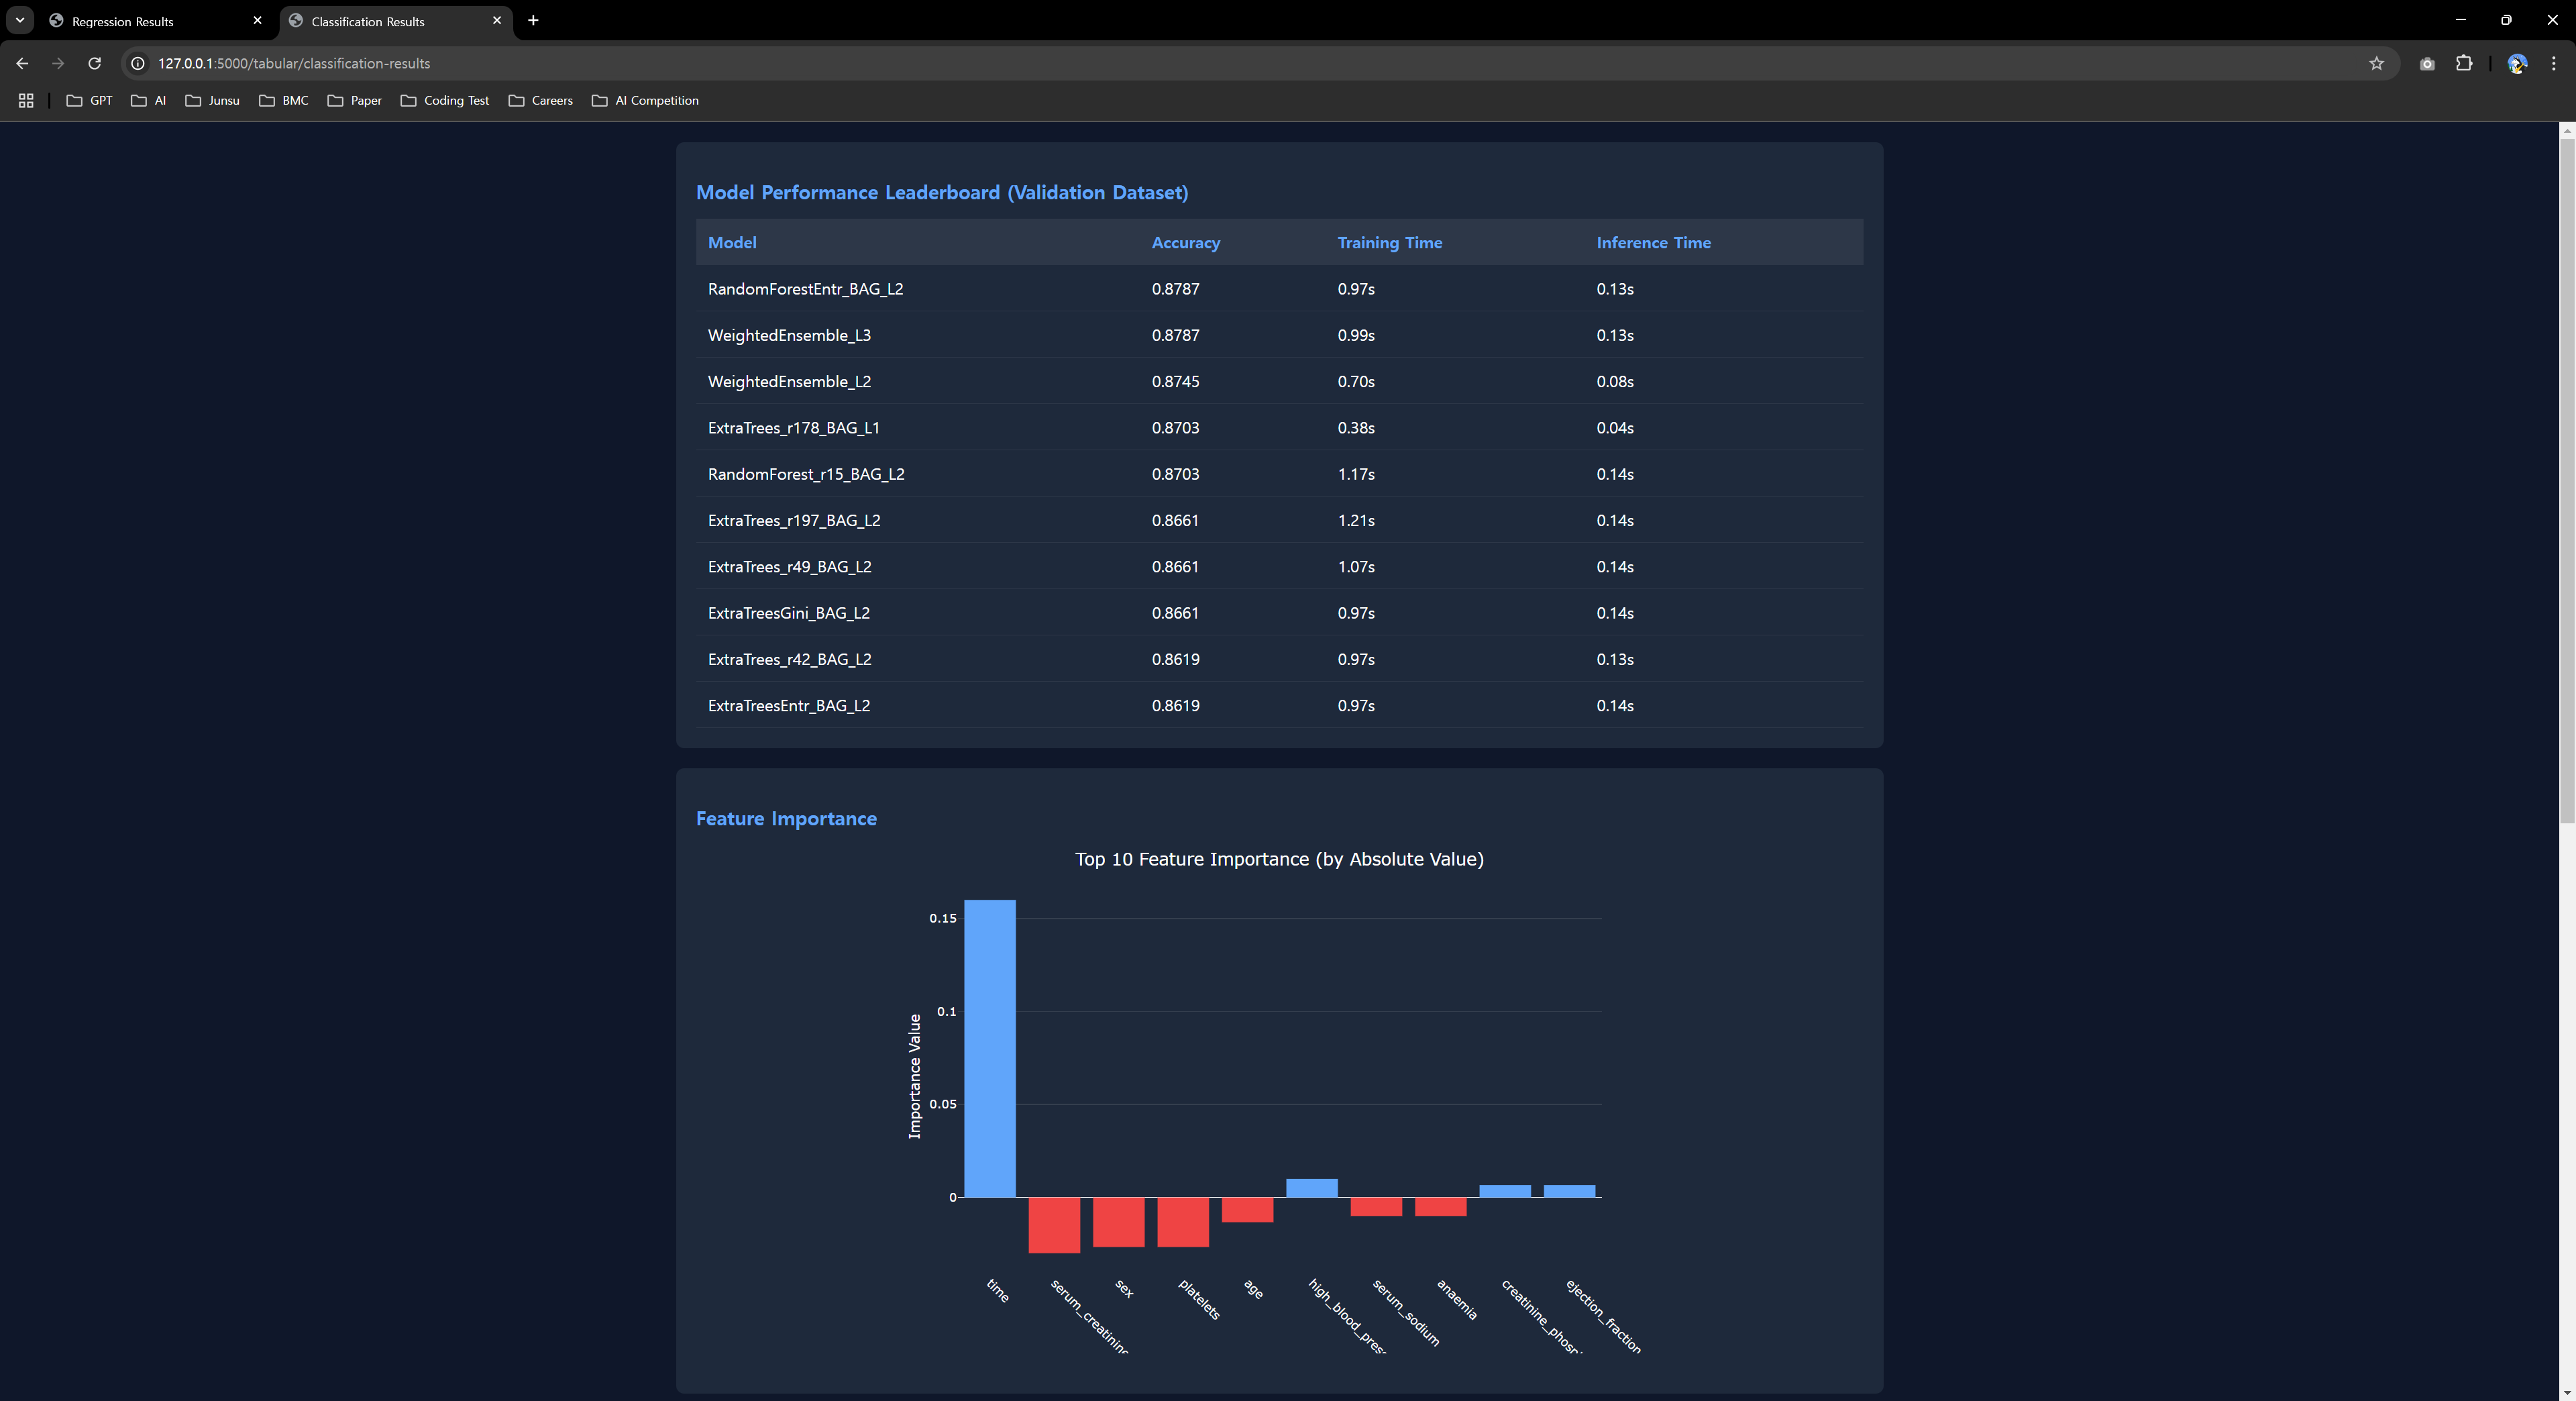 Regression Results
Classification Results
127.0.0.1:5000/tabular/classification-results
GPT AI Junsu BMC Paper Coding Test Careers AI Competition
Model Performance Leaderboard (Validation Dataset)
Model Accuracy Training Time Inference Time
RandomForestEntr_BAG_L2 0.8787 0.97s 0.13s
WeightedEnsemble_L3 0.8787 0.99s 0.13s
WeightedEnsemble_L2 0.8745 0.70s 0.08s
ExtraTrees_r178_BAG_L1 0.8703 0.38s 0.04s
RandomForest_r15_BAG_L2 0.8703 1.17s 0.14s
ExtraTrees_r197_BAG_L2 0.8661 1.21s 0.14s
ExtraTrees_r49_BAG_L2 0.8661 1.07s 0.14s
ExtraTreesGini_BAG_L2 0.8661 0.97s 0.14s
ExtraTrees_r42_BAG_L2 0.8619 0.97s 0.13s
ExtraTreesEntr_BAG_L2 0.8619 0.97s 0.14s
Feature Importance
Top 10 Feature Importance (by Absolute Value)
Importance Value
0.15
0.1
0.05
0
time
serum_creatinine
sex
platelets
age
high_blood_pres
serum_sodium
anaemia
creatinine_phosp
ejection_fraction